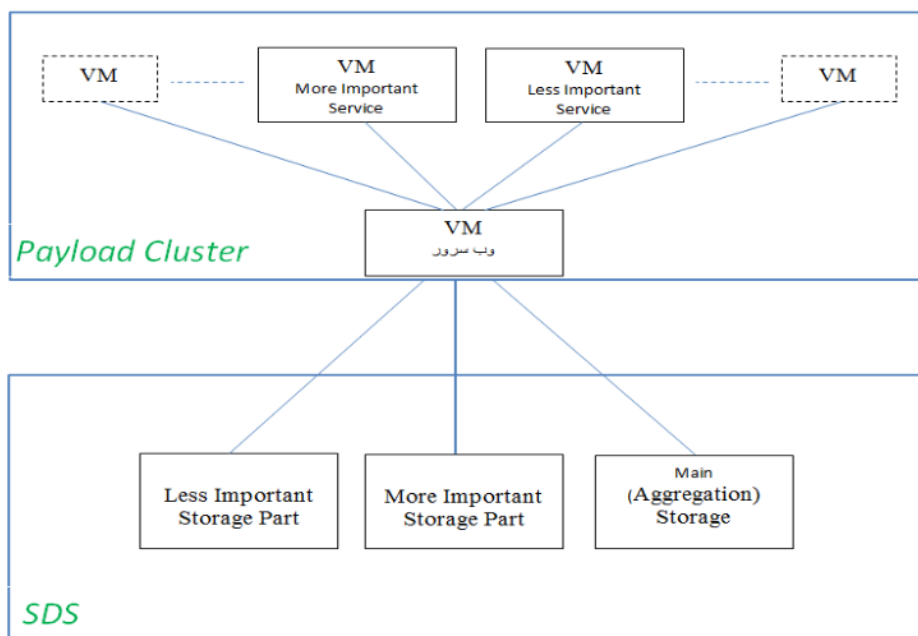 VM
VM
More Important
Service
VM
Less Important
Service
VM
VM
وب سرور
Payload Cluster
Less Important
Storage Part
More Important
Storage Part
Main
(Aggregation)
Storage
SDS